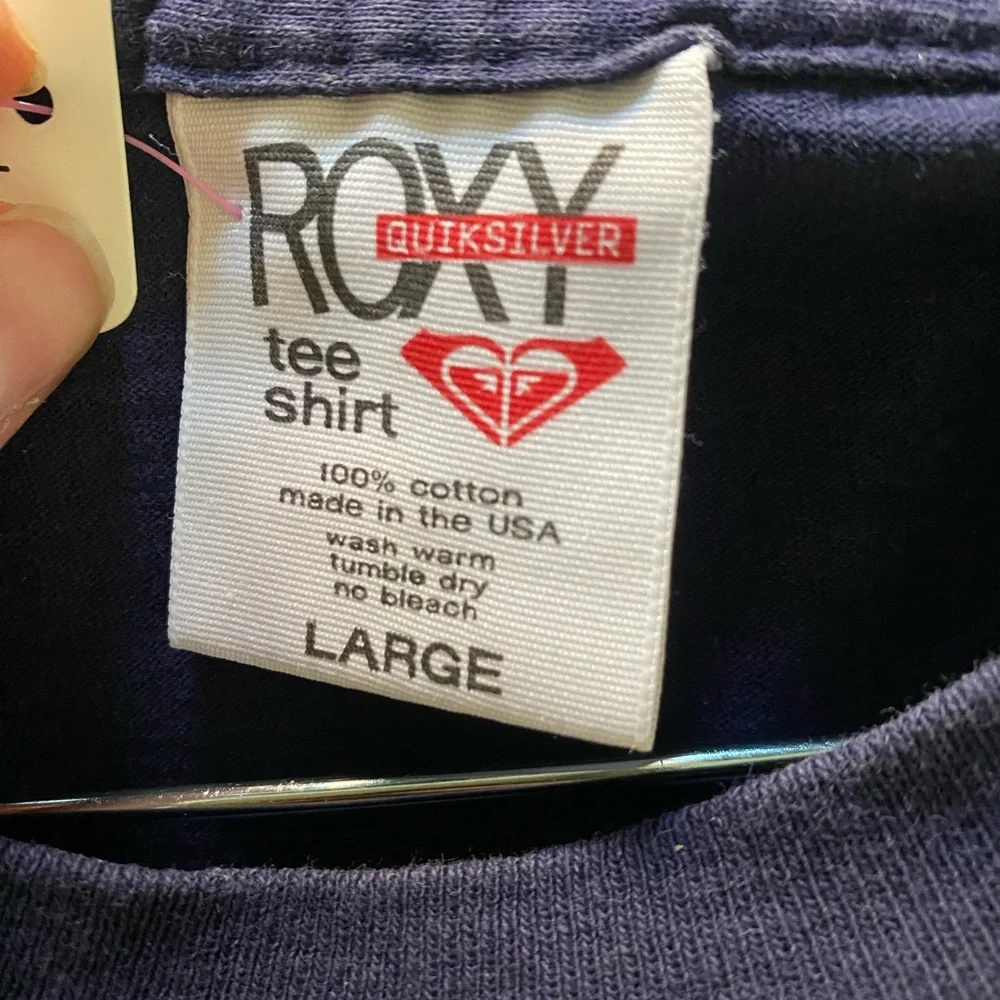 ROXY
QUIKSILVER
tee
shirt
100% cotton
made in the USA
wash warm
tumble dry
no bleach
LARGE